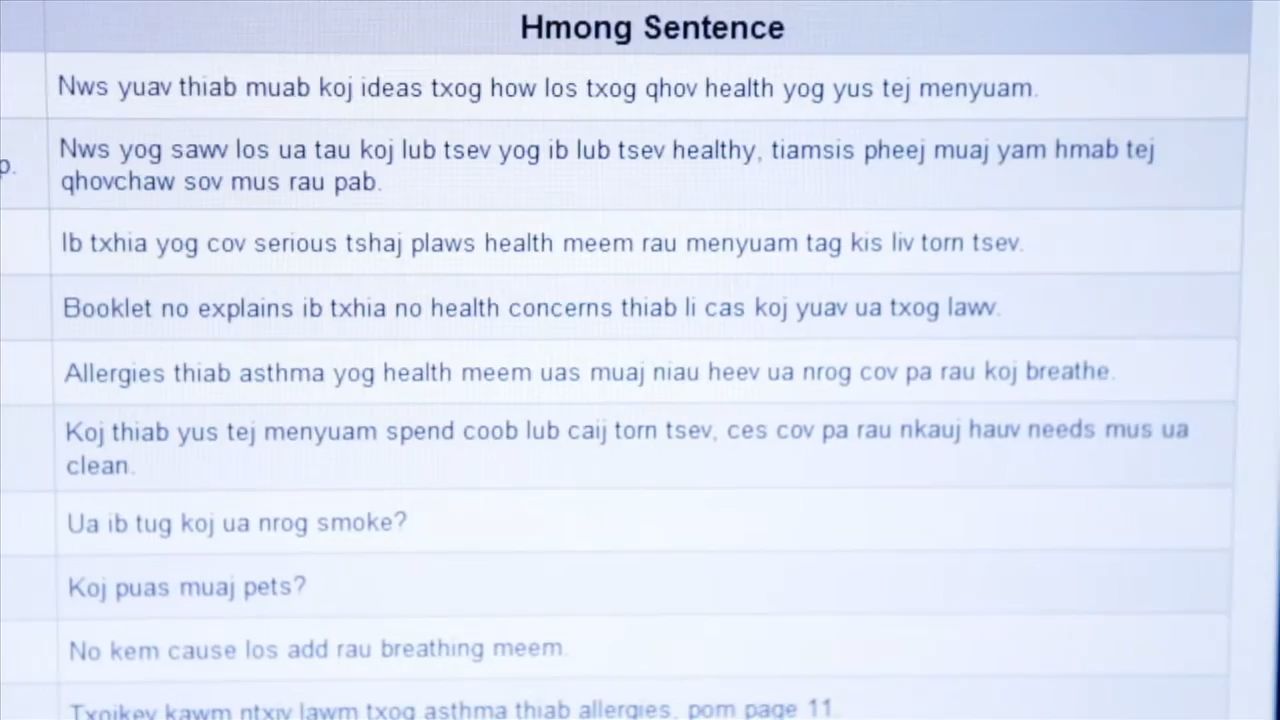 Hmong Sentence
Nws yuav thiab muab koj ideas txog how los txog qhov health yog yus tej menyuam.
p.
Nws yog sawv los ua tau koj lub tsev yog ib lub tsev healthy, tiamsis pheej muaj yam hmab tej
qhovchaw sov mus rau pab.
Ib txhia yog cov serious tshaj plaws health meem rau menyuam tag kis liv torn tsev.
Booklet no explains ib txhia no health concerns thiab li cas koj yuav ua txog lawv.
Allergies thiab asthma yog health meem uas muaj niau heev ua nrog cov pa rau koj breathe.
Koj thiab yus tej menyuam spend coob lub caij torn tsev, ces cov pa rau nkauj hauv needs mus ua
clean.
Ua ib tug koj ua nrog smoke?
Koj puas muaj pets?
No kem cause los add rau breathing meem.
Txoikev kawm ntxiv lawm txog asthma thiab allergies, pom page 11.